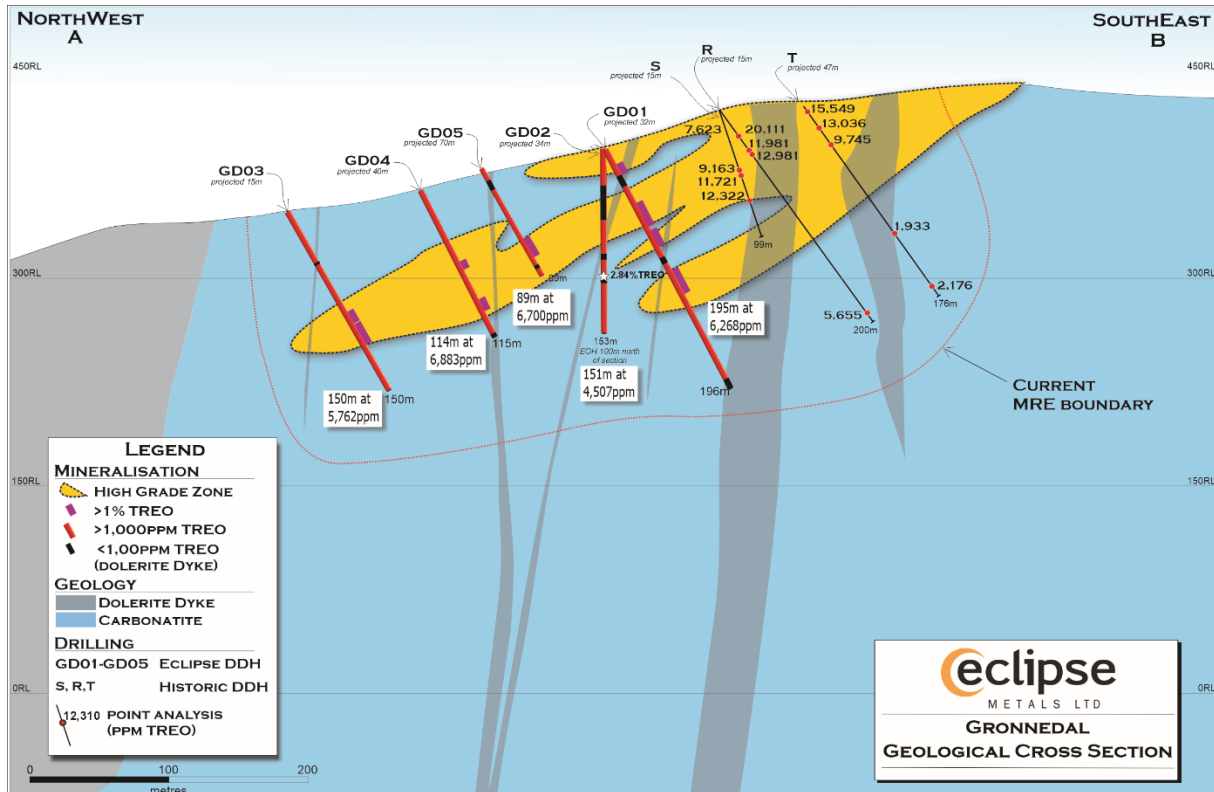 NorthWest
A
SouthEast
B
450RL
450RL
R
projected 15m
S
projected 15m
T
projected 47m
GD01
projected 32m
GD02
projected 34m
GD05
projected 70m
GD04
projected 40m
GD03
projected 15m
7,623
20,111
11,981
12,981
9,163
11,721
12,322
99m
15,549
13,036
9,745
1,933
2,176
176m
5,655
200m
300RL
300RL
2.84%TREO
89m
89m at
6,700ppm
195m at
6,268ppm
196m
114m at
6,883ppm
115m
153m
EOH 100m north
of section
151m at
4,507ppm
150m at
5,762ppm
150m
Current
MRE boundary
150RL
150RL
0RL
0RL
Legend
Mineralisation
High Grade Zone
>1% TREO
>1,000ppm TREO
<1,00ppm TREO
(dolerite Dyke)
Geology
Dolerite Dyke
Carbonatite
Drilling
GD01-GD05 Eclipse DDH
S, R,T Historic DDH
12,310 Point analysis
(ppm TREO)
0 100 200
metres
eclipse
METALS LTD
Gronnedal
Geological Cross Section